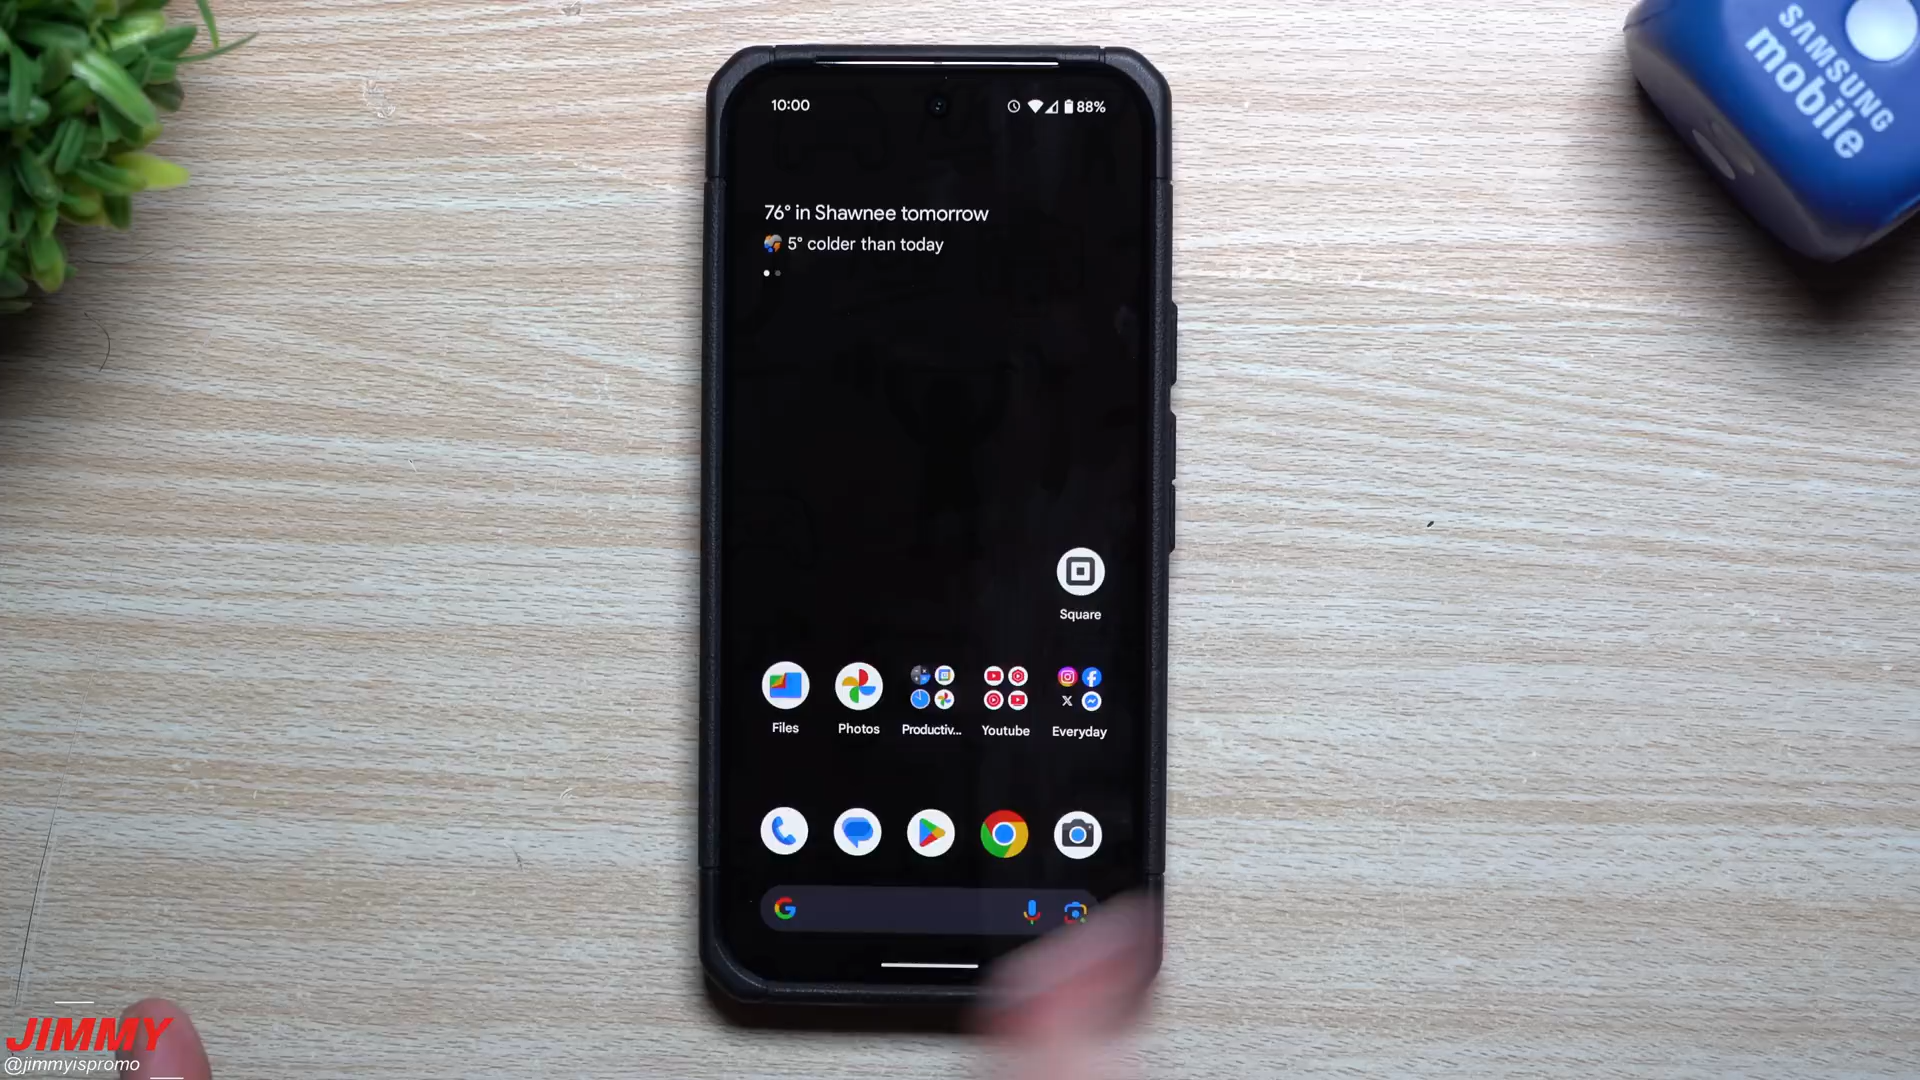 10:00
88%
76° in Shawnee tomorrow
5° colder than today
Square
Files
Photos
Productiv...
Youtube
Everyday
SAMSUNG
mobile
JIMMY
@jimmyispromo